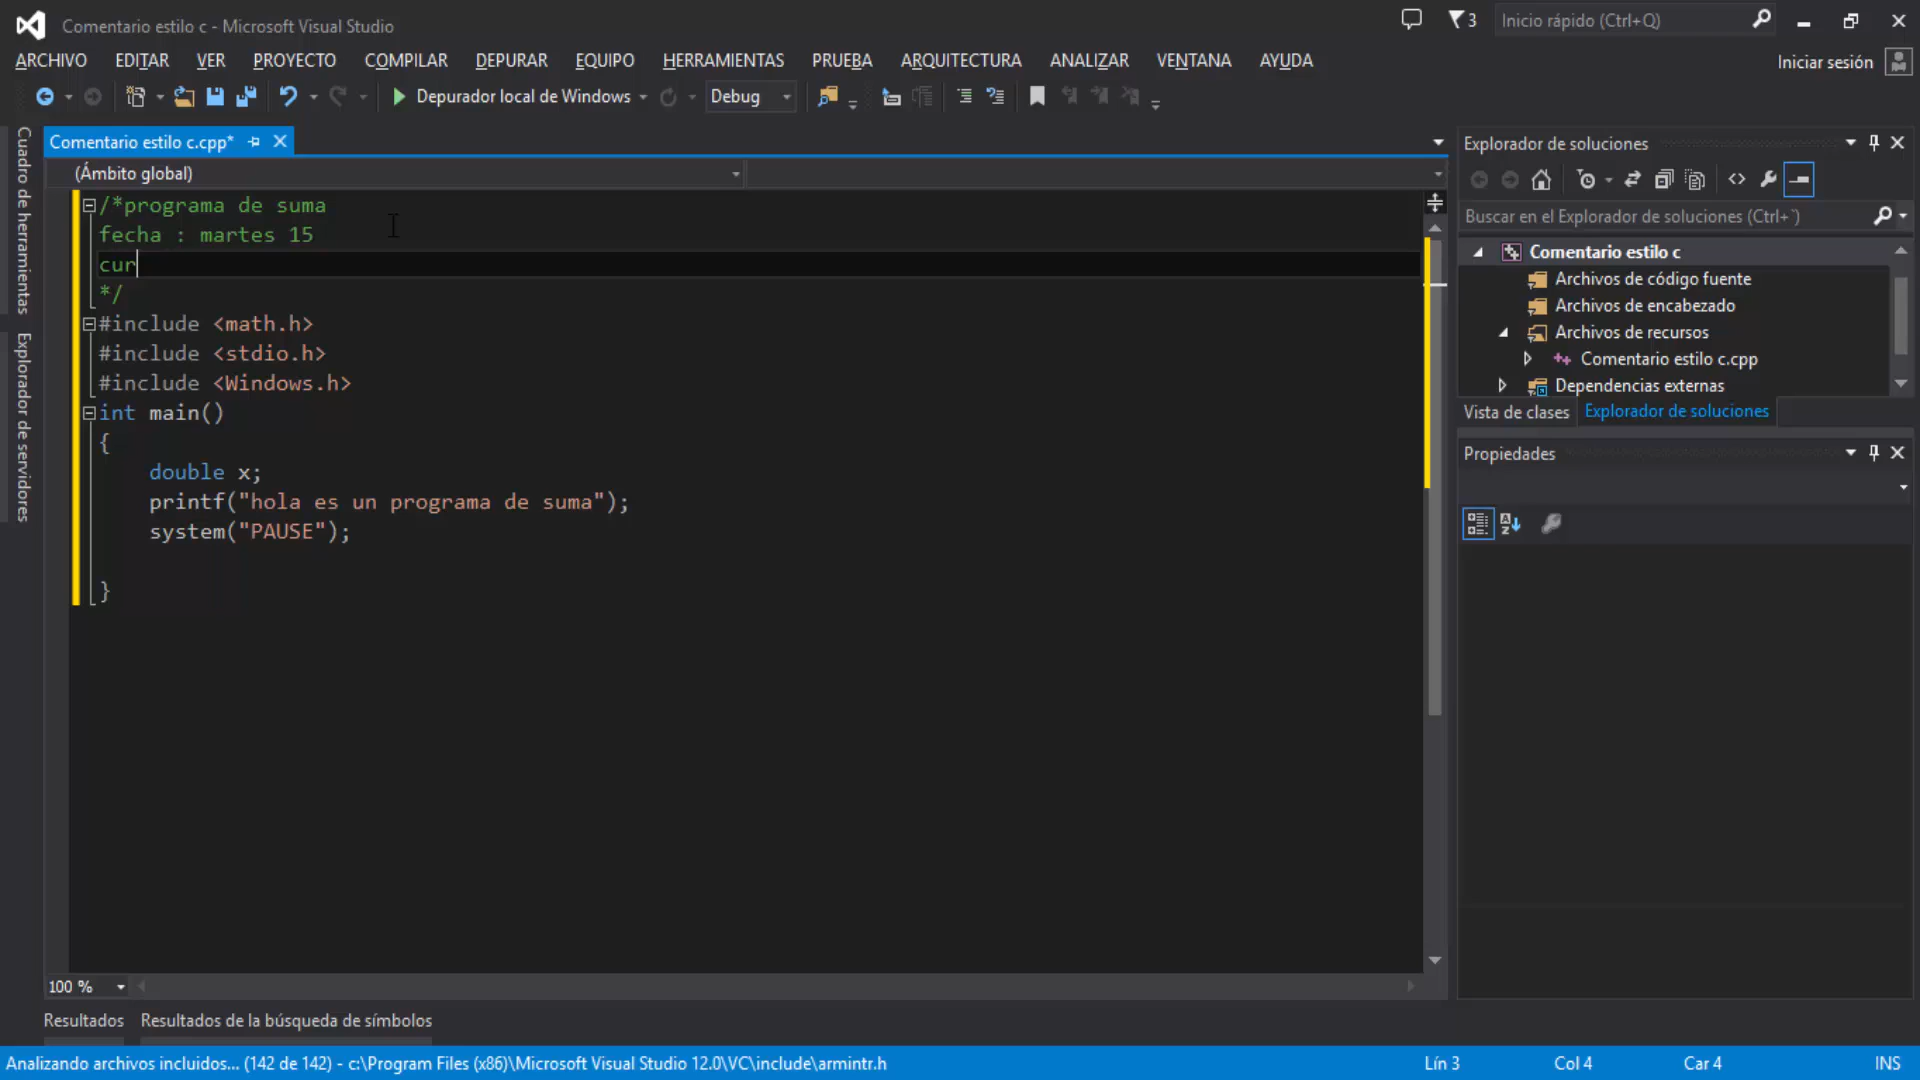 Comentario estilo c - Microsoft Visual Studio
3
Inicio rápido (Ctrl+Q)
ARCHIVO EDITAR VER PROYECTO COMPILAR DEPURAR EQUIPO HERRAMIENTAS PRUEBA ARQUITECTURA ANALIZAR VENTANA AYUDA
Iniciar sesión
Depurador local de Windows
Debug
Cuadro de herramientas
Explorador de servidores
Comentario estilo c.cpp*
(Ámbito global)
/*programa de suma
fecha : martes 15
cur
*/
#include <math.h>
#include <stdio.h>
#include <Windows.h>
int main()
{
double x;
printf("hola es un programa de suma");
system("PAUSE");
}
100 %
Explorador de soluciones
Buscar en el Explorador de soluciones (Ctrl+`)
Comentario estilo c
Archivos de código fuente
Archivos de encabezado
Archivos de recursos
Comentario estilo c.cpp
Dependencias externas
Vista de clases
Explorador de soluciones
Propiedades
Resultados
Resultados de la búsqueda de símbolos
Analizando archivos incluidos... (142 de 142) - c:\Program Files (x86)\Microsoft Visual Studio 12.0\VC\include\armintr.h
Lín 3
Col 4
Car 4
INS